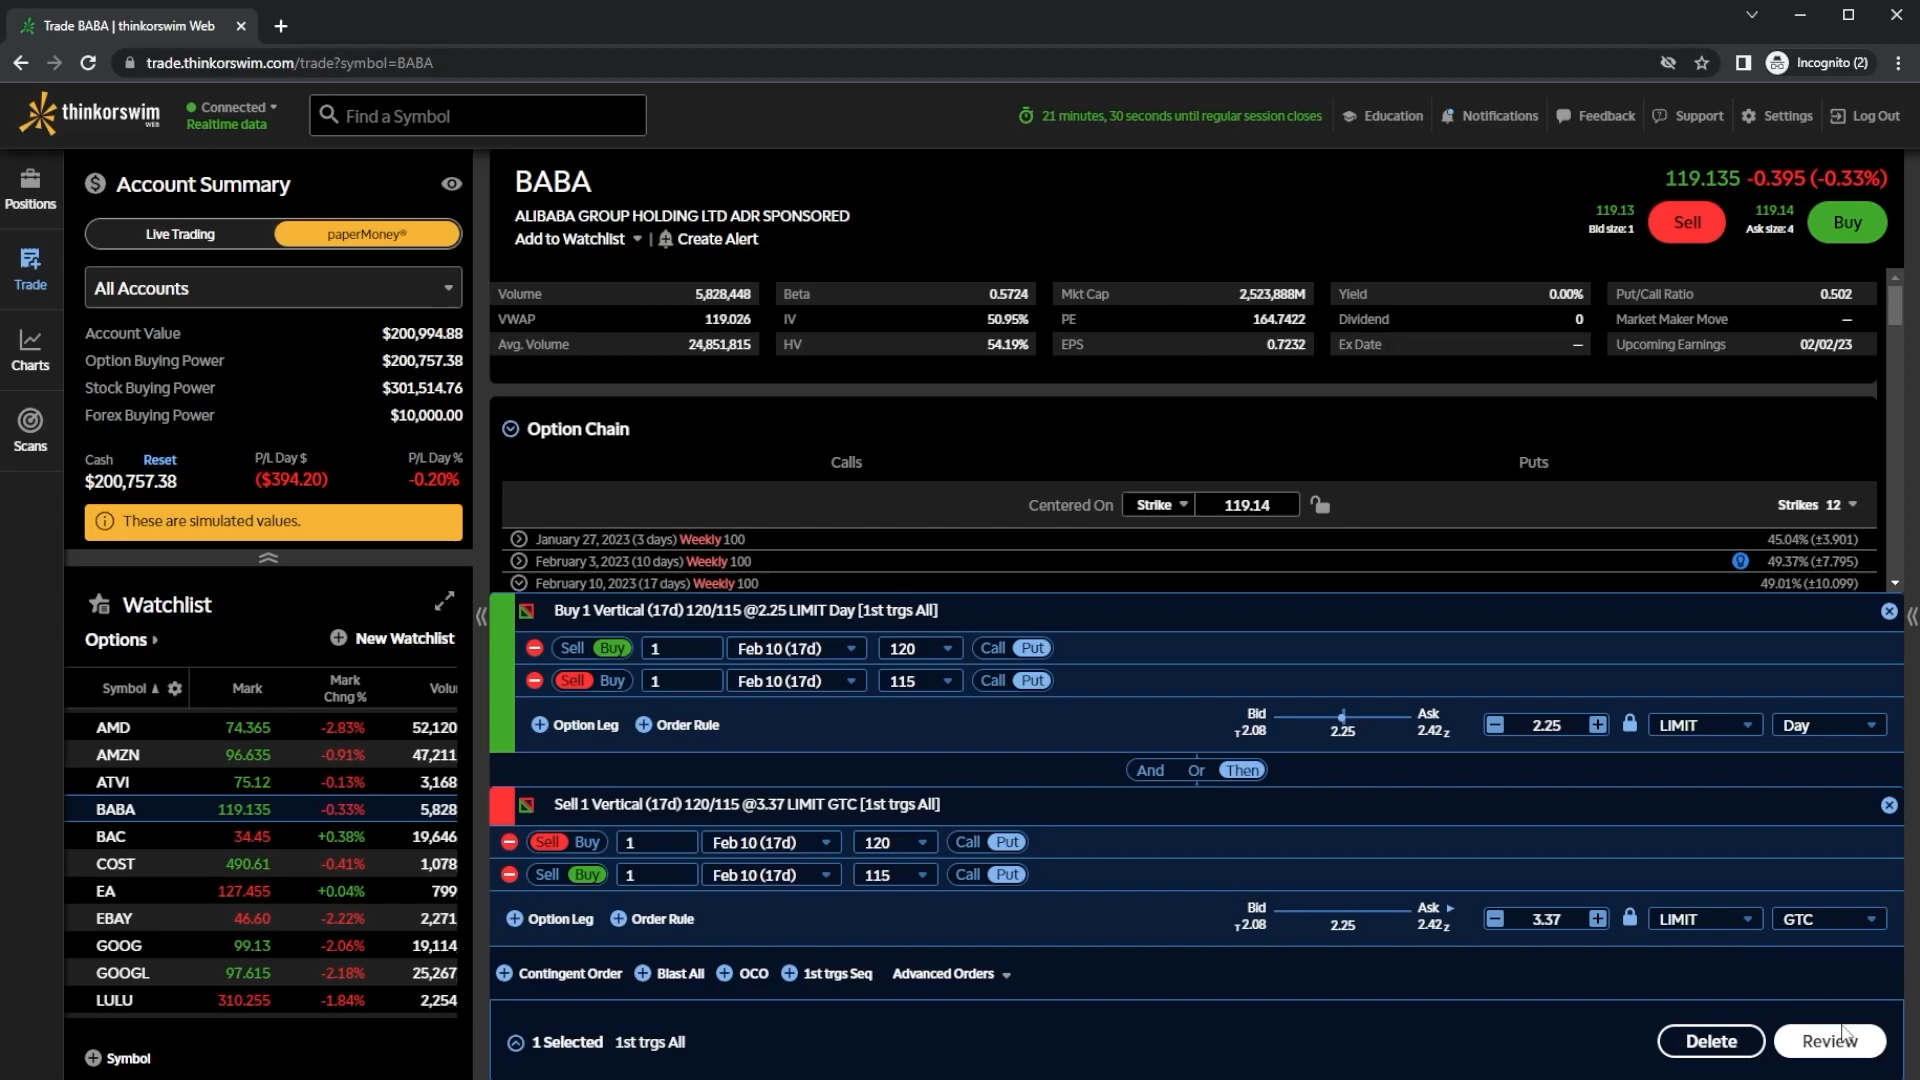 Trade BABA | thinkorswim Web
trade.thinkorswim.com/trade?symbol=BABA
Incognito (2)
thinkorswim WEB
Connected
Realtime data
Find a Symbol
21 minutes, 30 seconds until regular session closes
Education
Notifications
Feedback
Support
Settings
Log Out
Positions
Trade
Charts
Scans
Account Summary
Live Trading paperMoney®
All Accounts
Account Value $200,994.88
Option Buying Power $200,757.38
Stock Buying Power $301,514.76
Forex Buying Power $10,000.00
Cash Reset P/L Day $ P/L Day %
$200,757.38 ($394.20) -0.20%
These are simulated values.
Watchlist
Options New Watchlist
Symbol Mark Mark Chng % Volu
AMD 74.365 -2.83% 52,120
AMZN 96.635 -0.91% 47,211
ATVI 75.12 -0.13% 3,168
BABA 119.135 -0.33% 5,828
BAC 34.45 +0.38% 19,646
COST 490.61 -0.41% 1,078
EA 127.455 +0.04% 799
EBAY 46.60 -2.22% 2,271
GOOG 99.13 -2.06% 19,114
GOOGL 97.615 -2.18% 25,267
LULU 310.255 -1.84% 2,254
Symbol
BABA
ALIBABA GROUP HOLDING LTD ADR SPONSORED
Add to Watchlist | Create Alert
119.135 -0.395 (-0.33%)
119.13 Bid size: 1 Sell 119.14 Ask size: 4 Buy
Volume 5,828,448 Beta 0.5724 Mkt Cap 2,523,888M Yield 0.00% Put/Call Ratio 0.502
VWAP 119.026 IV 50.95% PE 164.7422 Dividend 0 Market Maker Move —
Avg. Volume 24,851,815 HV 54.19% EPS 0.7232 Ex Date — Upcoming Earnings 02/02/23
Option Chain
Calls Puts
Centered On Strike 119.14 Strikes 12
January 27, 2023 (3 days) Weekly 100 45.04% (±3.901)
February 3, 2023 (10 days) Weekly 100 49.37% (±7.795)
February 10, 2023 (17 days) Weekly 100 49.01% (±10.099)
Buy 1 Vertical (17d) 120/115 @2.25 LIMIT Day [1st trgs All]
Sell Buy 1 Feb 10 (17d) 120 Call Put
Sell Buy 1 Feb 10 (17d) 115 Call Put
Option Leg Order Rule Bid T 2.08 2.25 Ask 2.42 Z 2.25 LIMIT Day
And Or Then
Sell 1 Vertical (17d) 120/115 @3.37 LIMIT GTC [1st trgs All]
Sell Buy 1 Feb 10 (17d) 120 Call Put
Sell Buy 1 Feb 10 (17d) 115 Call Put
Option Leg Order Rule Bid T 2.08 2.25 Ask 2.42 Z 3.37 LIMIT GTC
Contingent Order Blast All OCO 1st trgs Seq Advanced Orders
1 Selected 1st trgs All Delete Review